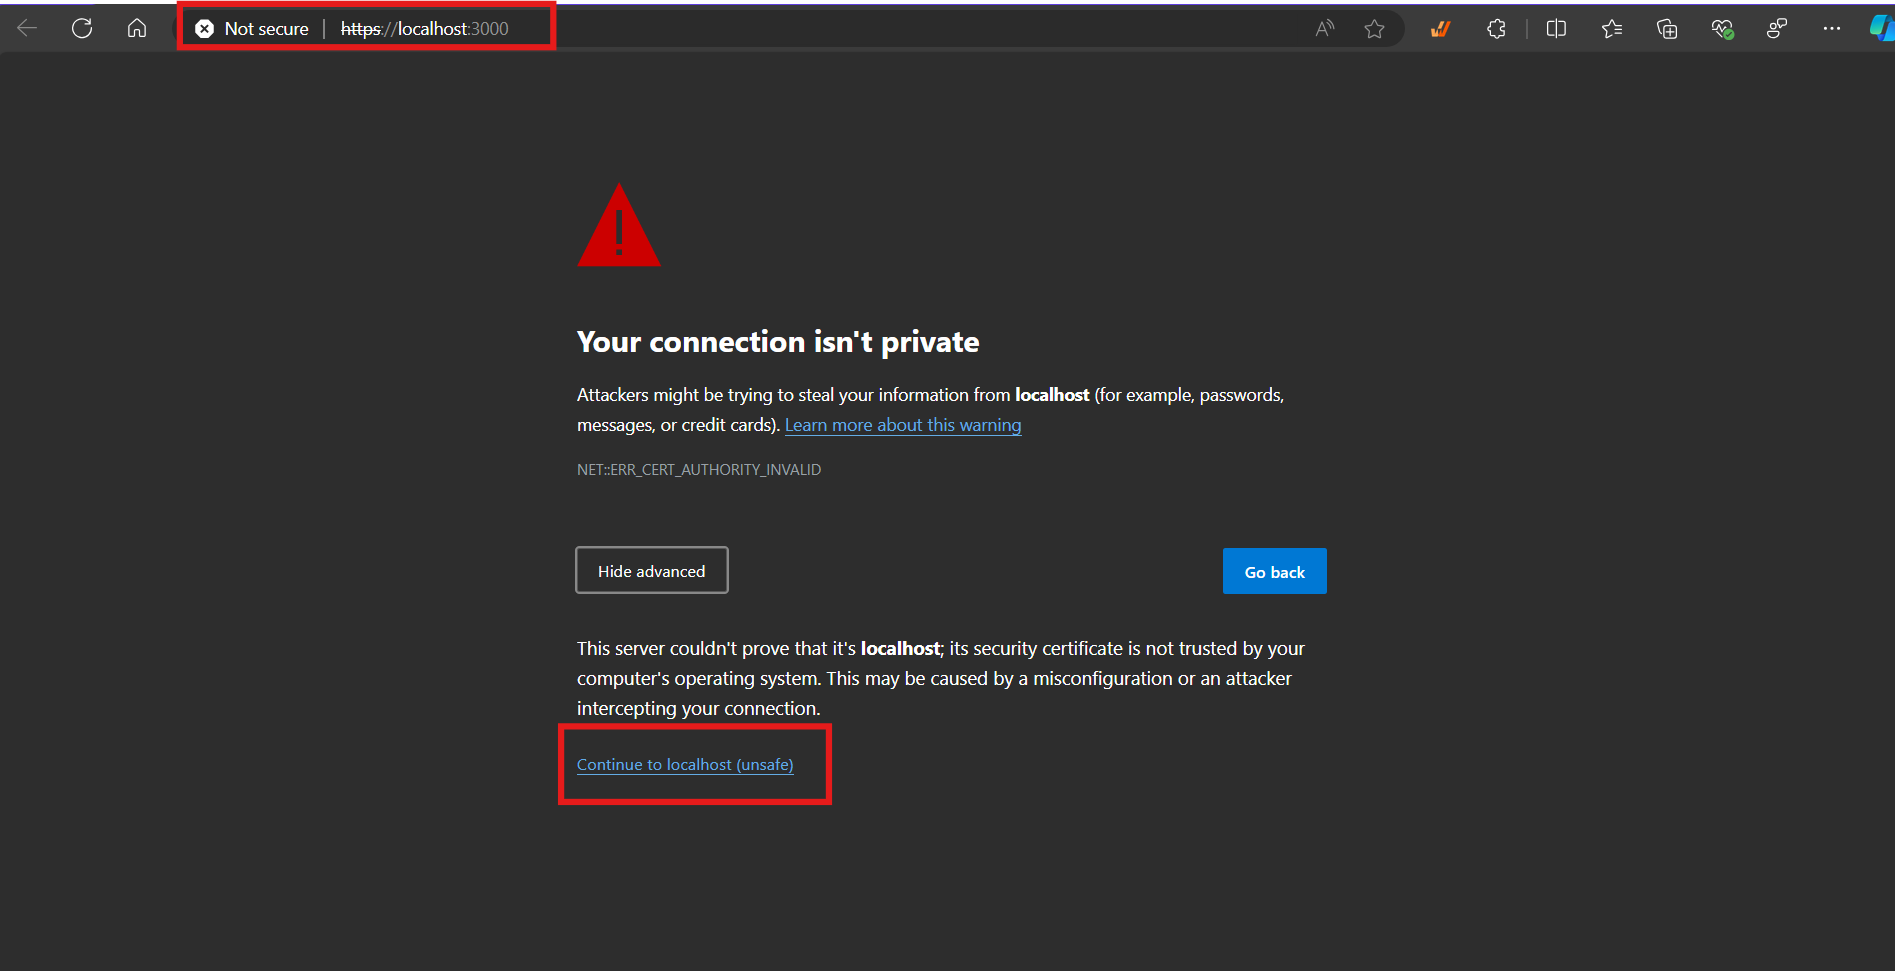 Not secure | https://localhost:3000
Your connection isn't private
Attackers might be trying to steal your information from localhost (for example, passwords,
messages, or credit cards). Learn more about this warning
NET::ERR_CERT_AUTHORITY_INVALID
Hide advanced
Go back
This server couldn't prove that it's localhost; its security certificate is not trusted by your
computer's operating system. This may be caused by a misconfiguration or an attacker
intercepting your connection.
Continue to localhost (unsafe)